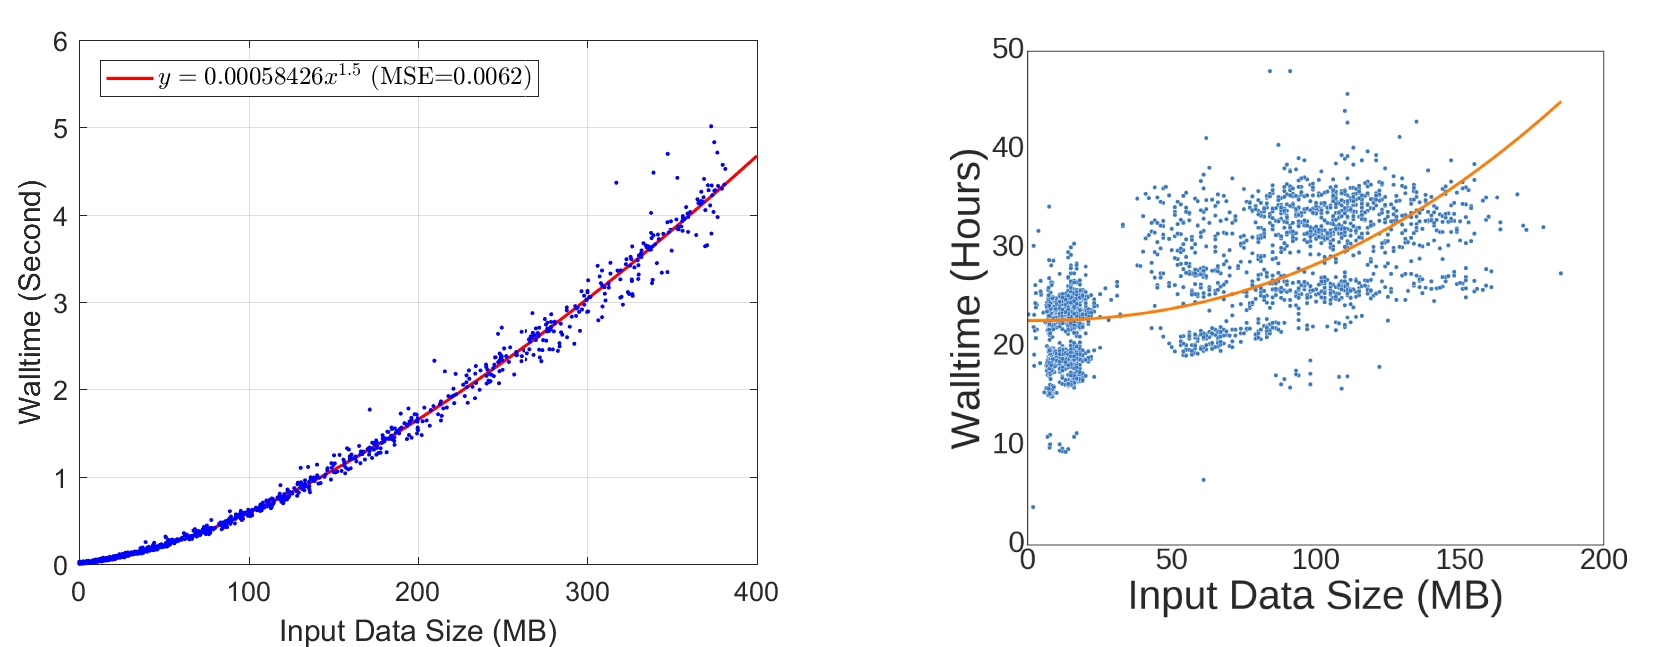 6
5
4
3
2
1
0
Walltime (Second)
y = 0.00058426x^1.5 (MSE=0.0062)
0 100 200 300 400
Input Data Size (MB)
50
40
30
20
10
0
Walltime (Hours)
0 50 100 150 200
Input Data Size (MB)